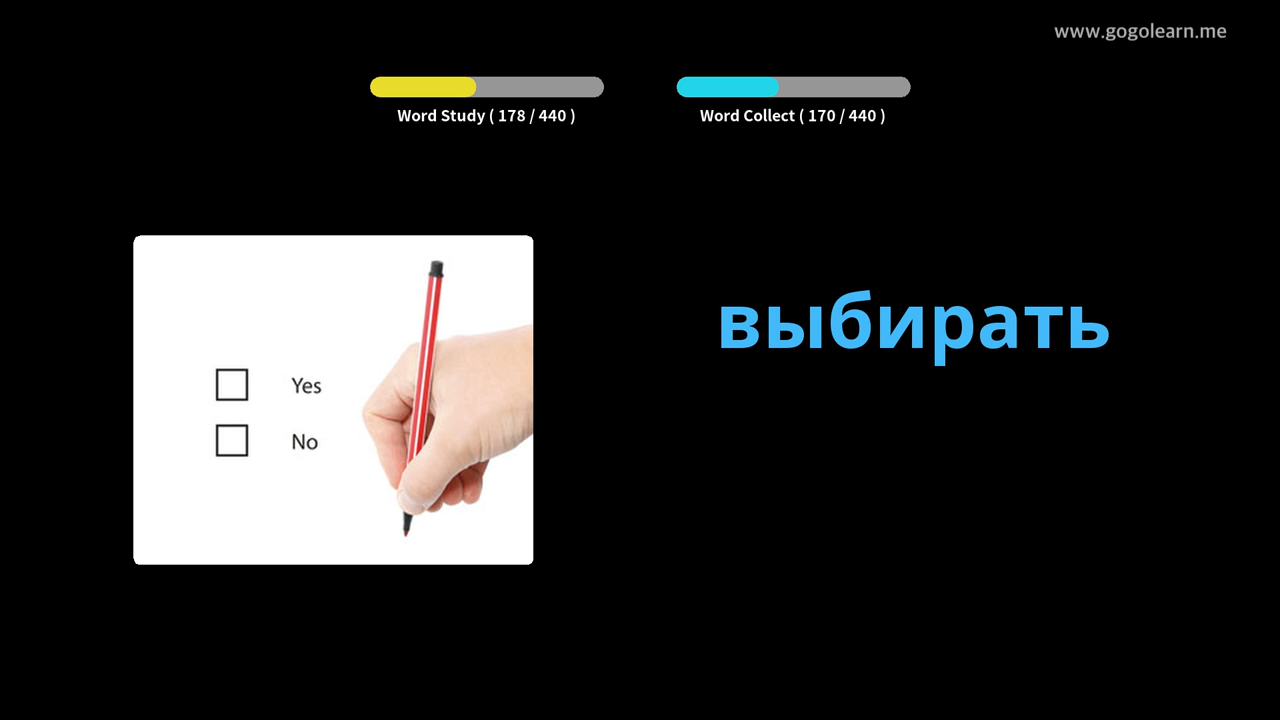 www.gogolearn.me
Word Study ( 178 / 440 )
Word Collect ( 170 / 440 )
Yes
No
выбирать